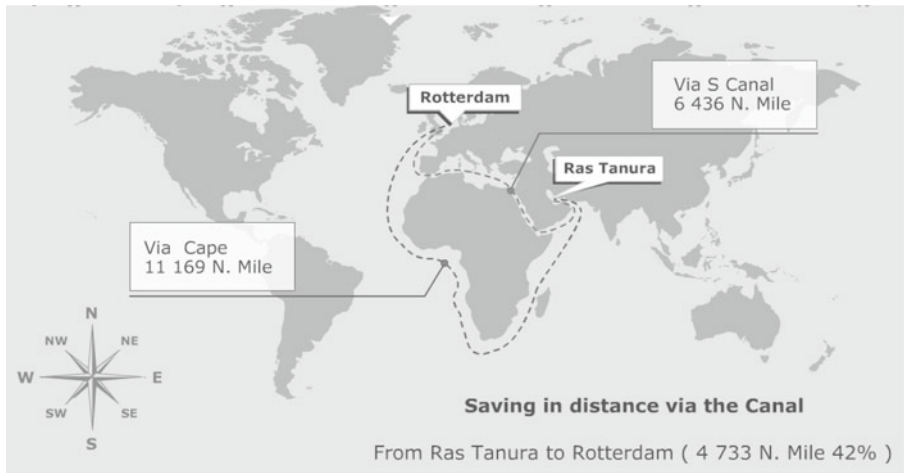 Rotterdam
Via S Canal
6 436 N. Mile
Ras Tanura
Via Cape
11 169 N. Mile
N
NW
NE
W
E
SW
SE
S
Saving in distance via the Canal
From Ras Tanura to Rotterdam ( 4 733 N. Mile 42% )